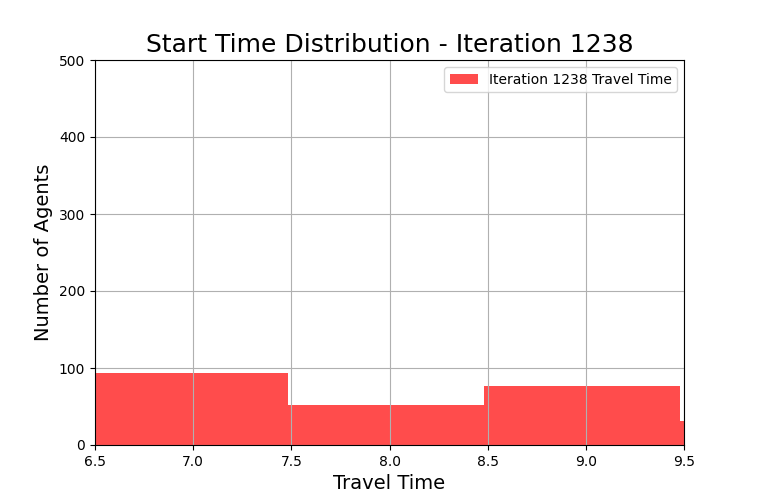 Start Time Distribution - Iteration 1238
Iteration 1238 Travel Time
Number of Agents
500
400
300
200
100
0
6.5 7.0 7.5 8.0 8.5 9.0 9.5
Travel Time